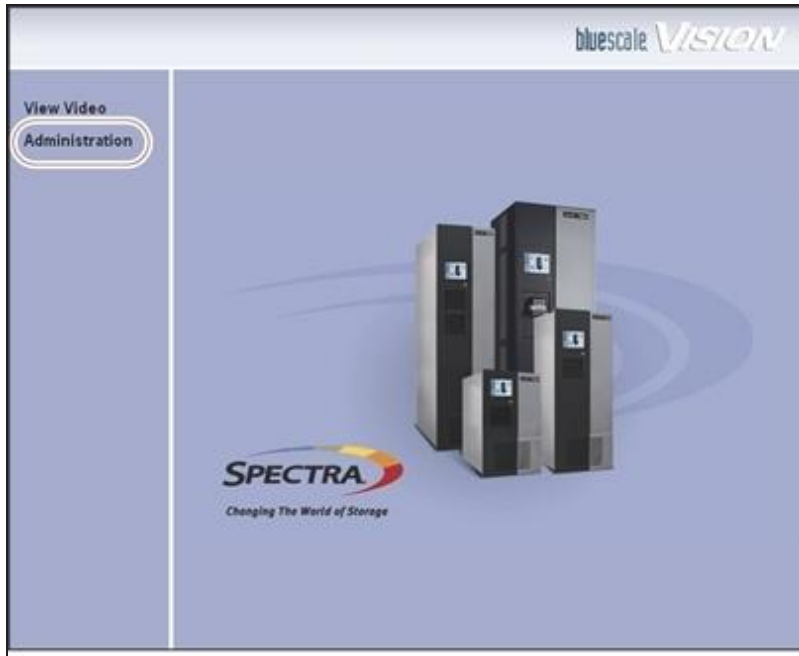 bluescale VISION
View Video
Administration
SPECTRA
Changing The World of Storage